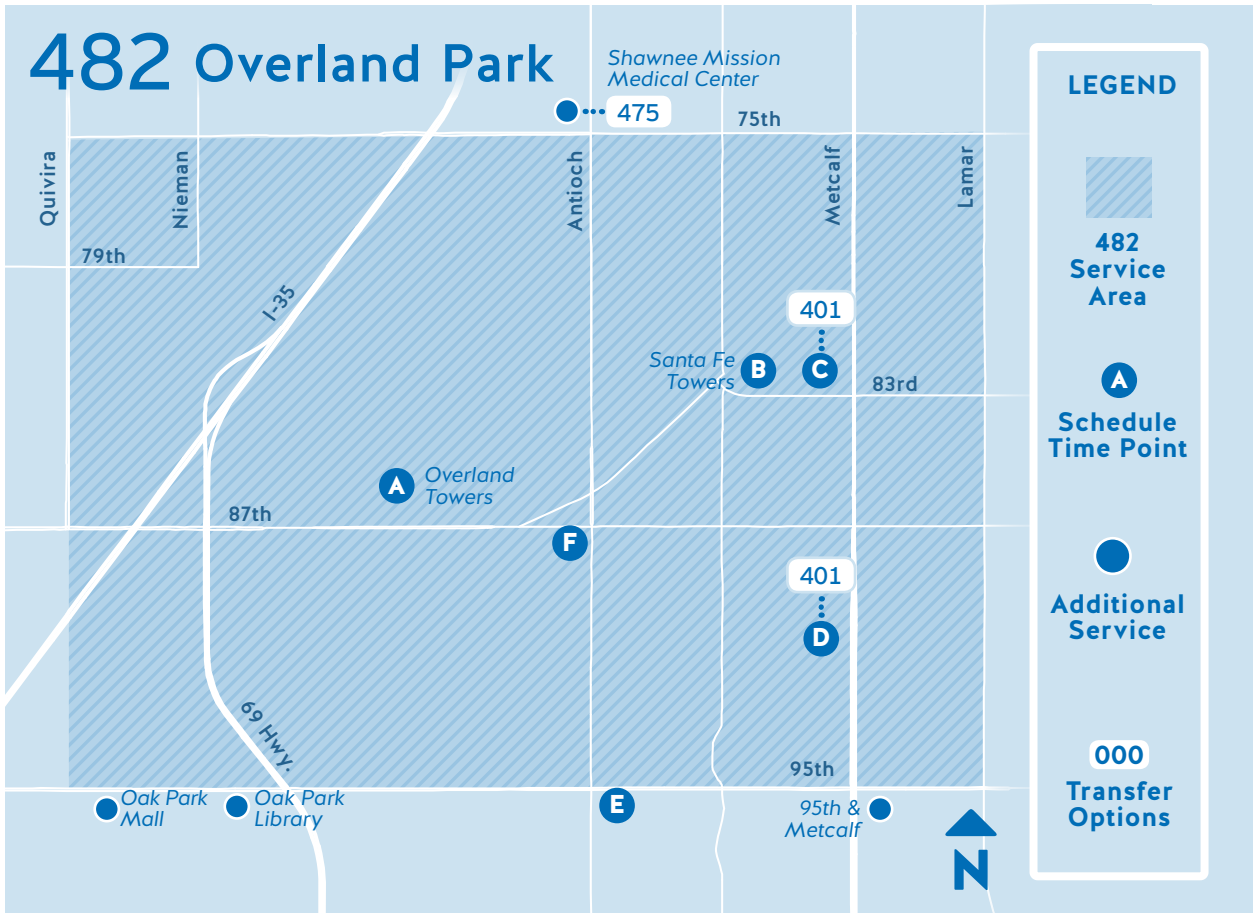 482 Overland Park
Shawnee Mission
Medical Center
475
75th
Quivira
Nieman
Antioch
Metcalf
Lamar
79th
I-35
401
Santa Fe
Towers
B
C
83rd
A
Overland
Towers
87th
F
401
D
69 Hwy.
95th
Oak Park
Mall
Oak Park
Library
E
95th &
Metcalf
N
LEGEND
482
Service
Area
A
Schedule
Time Point
Additional
Service
000
Transfer
Options